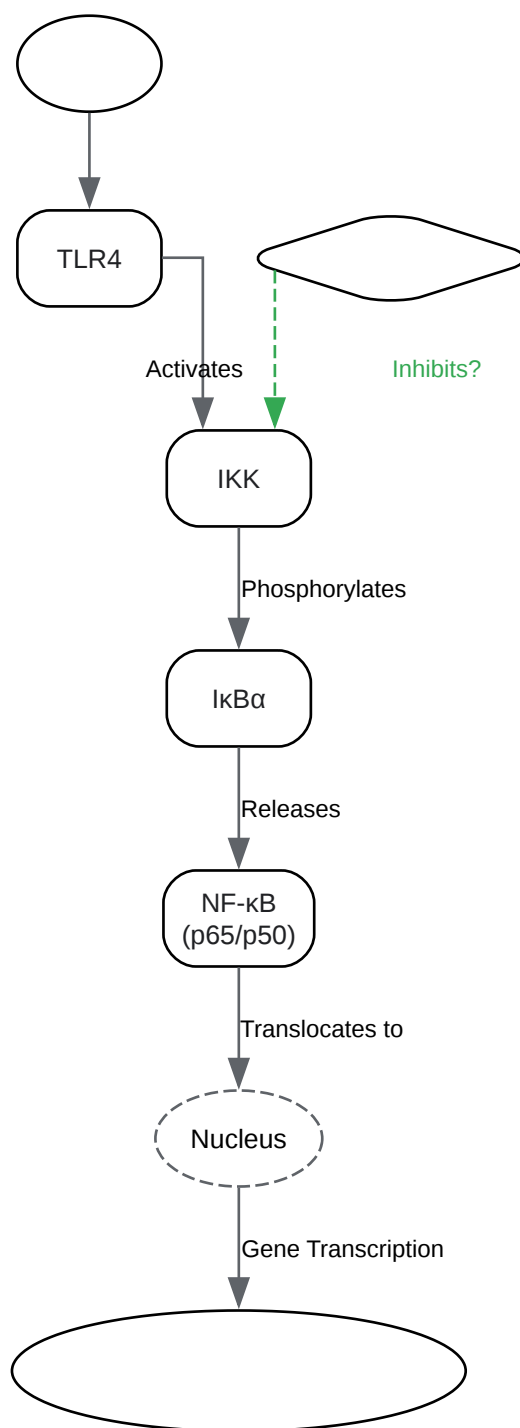 TLR4
Activates
Inhibits?
IKK
Phosphorylates
IκBα
Releases
NF-κB
(p65/p50)
Translocates to
Nucleus
Gene Transcription